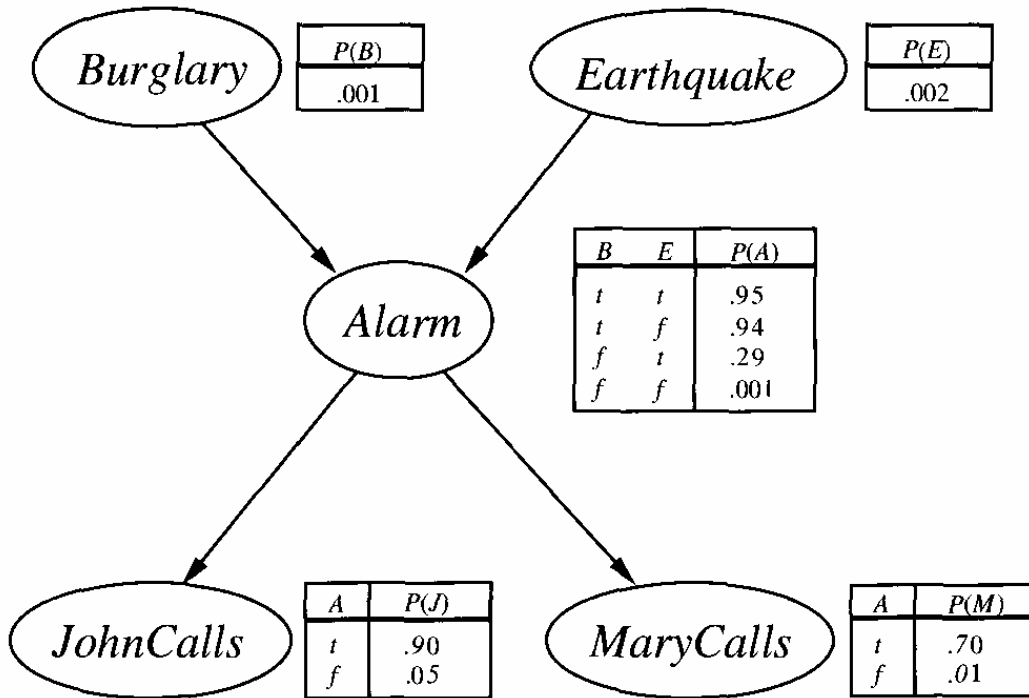 Burglary
P(B)
.001
Earthquake
P(E)
.002
Alarm
B E P(A)
t t .95
t f .94
f t .29
f f .001
JohnCalls
A P(J)
t .90
f .05
MaryCalls
A P(M)
t .70
f .01